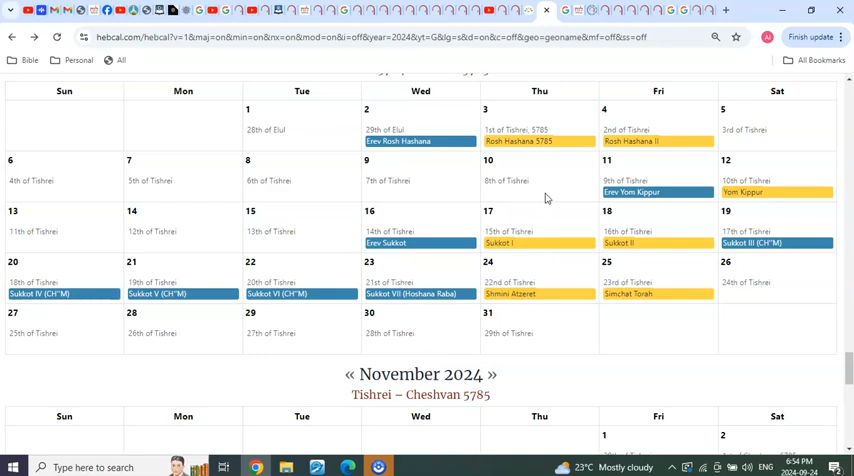 hebcal.com/hebcal?v=1&maj=on&min=on&nx=on&mod=on&i=off&year=2024&yt=G&lg=s&d=on&c=off&geo=geoname&mf=off&ss=off
AI
Finish update
Bible
Personal
All
All Bookmarks
Sun Mon Tue Wed Thu Fri Sat
1 2 3 4 5
28th of Elul 29th of Elul 1st of Tishrei, 5785 2nd of Tishrei 3rd of Tishrei
Erev Rosh Hashana Rosh Hashana 5785 Rosh Hashana II
6 7 8 9 10 11 12
4th of Tishrei 5th of Tishrei 6th of Tishrei 7th of Tishrei 8th of Tishrei 9th of Tishrei 10th of Tishrei
Erev Yom Kippur Yom Kippur
13 14 15 16 17 18 19
11th of Tishrei 12th of Tishrei 13th of Tishrei 14th of Tishrei 15th of Tishrei 16th of Tishrei 17th of Tishrei
Erev Sukkot Sukkot I Sukkot II Sukkot III (CH''M)
20 21 22 23 24 25 26
18th of Tishrei 19th of Tishrei 20th of Tishrei 21st of Tishrei 22nd of Tishrei 23rd of Tishrei 24th of Tishrei
Sukkot IV (CH''M) Sukkot V (CH''M) Sukkot VI (CH''M) Sukkot VII (Hoshana Raba) Shmini Atzeret Simchat Torah
27 28 29 30 31
25th of Tishrei 26th of Tishrei 27th of Tishrei 28th of Tishrei 29th of Tishrei
« November 2024 »
Tishrei – Cheshvan 5785
Sun Mon Tue Wed Thu Fri Sat
1 2
Type here to search
23°C Mostly cloudy
ENG
6:54 PM
2024-09-24